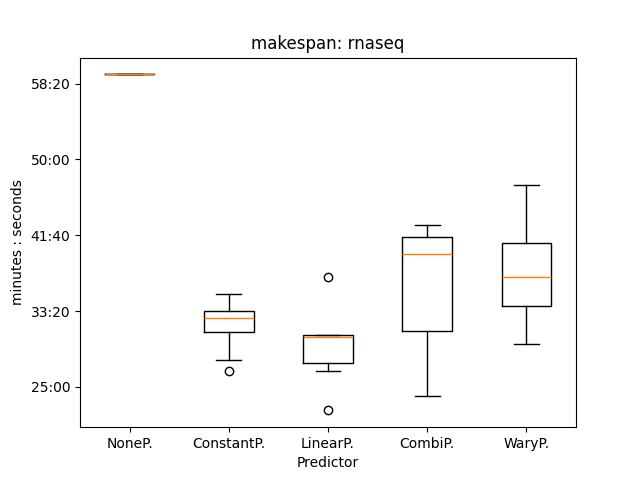 makespan: rnaseq
minutes : seconds
58:20
50:00
41:40
33:20
25:00
NoneP.
ConstantP.
LinearP.
CombiP.
WaryP.
Predictor